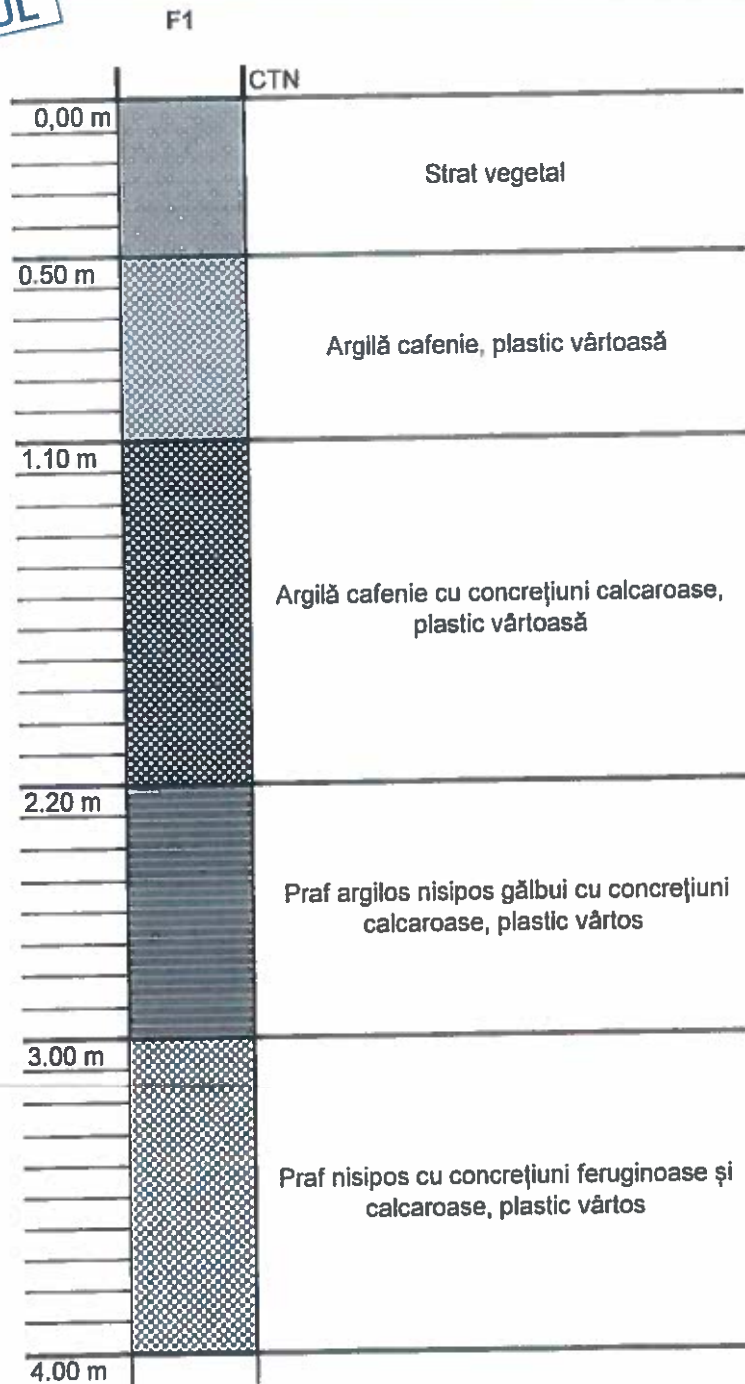 F1
CTN
0,00 m
Strat vegetal
0.50 m
Argilă cafenie, plastic vârtoasă
1.10 m
Argilă cafenie cu concrețiuni calcaroase,
plastic vârtoasă
2.20 m
Praf argilos nisipos gălbui cu concrețiuni
calcaroase, plastic vârtos
3.00 m
Praf nisipos cu concrețiuni feruginoase și
calcaroase, plastic vârtos
4.00 m